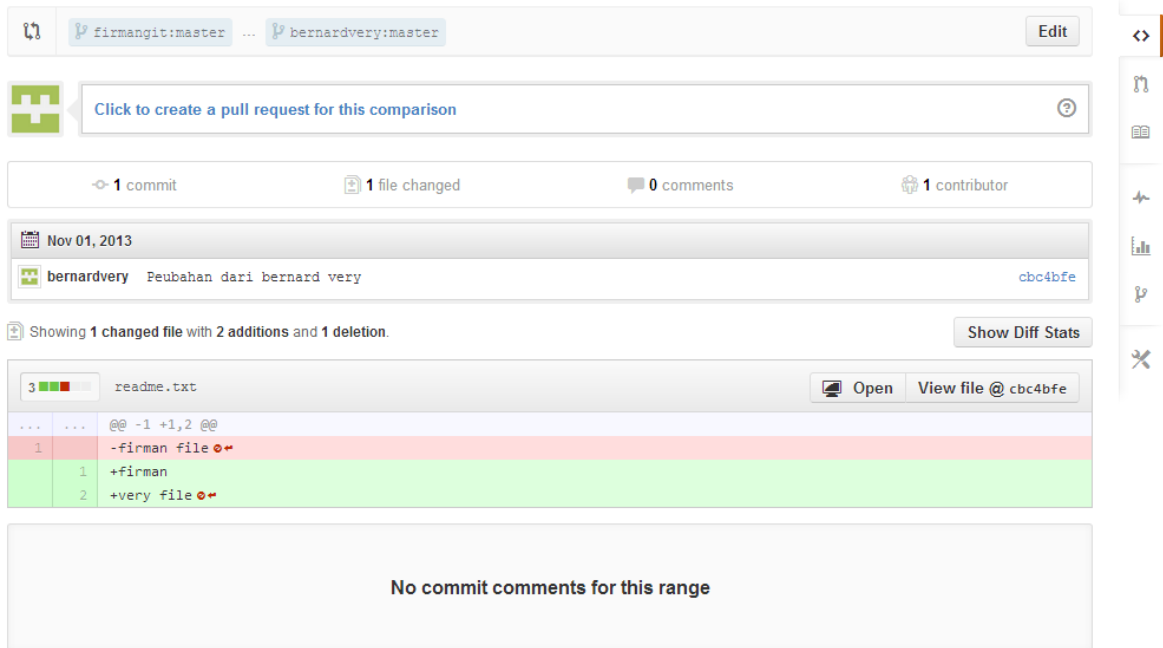 firmangit:master ... bernardvery:master Edit
Click to create a pull request for this comparison
1 commit 1 file changed 0 comments 1 contributor
Nov 01, 2013
bernardvery Peubahan dari bernard very cbc4bfe
Showing 1 changed file with 2 additions and 1 deletion. Show Diff Stats
3 readme.txt Open View file @ cbc4bfe
... ... @@ -1 +1,2 @@
1 -firman file
1 +firman
2 +very file
No commit comments for this range